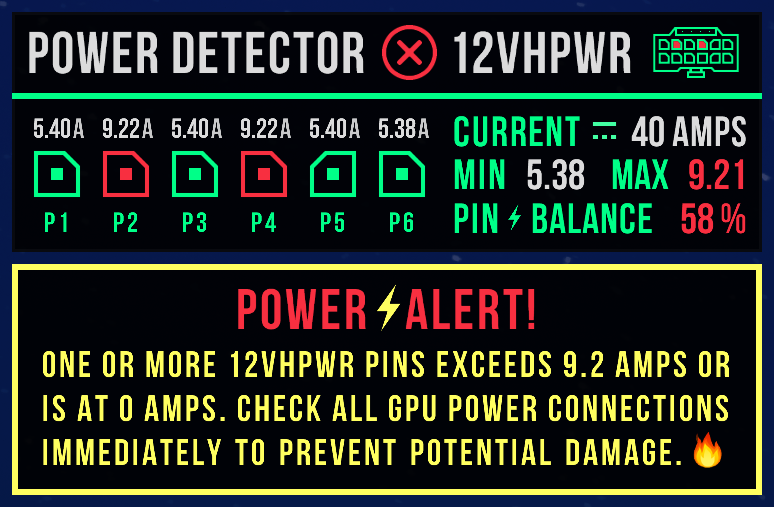 POWER DETECTOR 12VHPWR
5.40A 9.22A 5.40A 9.22A 5.40A 5.38A
P1 P2 P3 P4 P5 P6
CURRENT 40 AMPS
MIN 5.38 MAX 9.21
PIN⚡BALANCE 58%
POWER⚡ALERT!
ONE OR MORE 12VHPWR PINS EXCEEDS 9.2 AMPS OR
IS AT 0 AMPS. CHECK ALL GPU POWER CONNECTIONS
IMMEDIATELY TO PREVENT POTENTIAL DAMAGE. 🔥